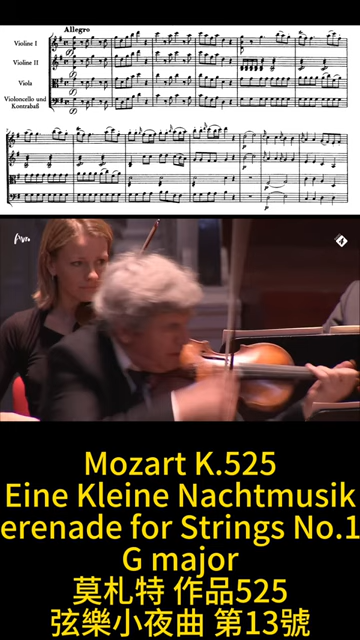 Allegro
Violine I
Violine II
Viola
Violoncello und
Kontrabaß
Mozart K.525
Eine Kleine Nachtmusik
erenade for Strings No.1
G major
莫札特 作品525
弦樂小夜曲 第13號